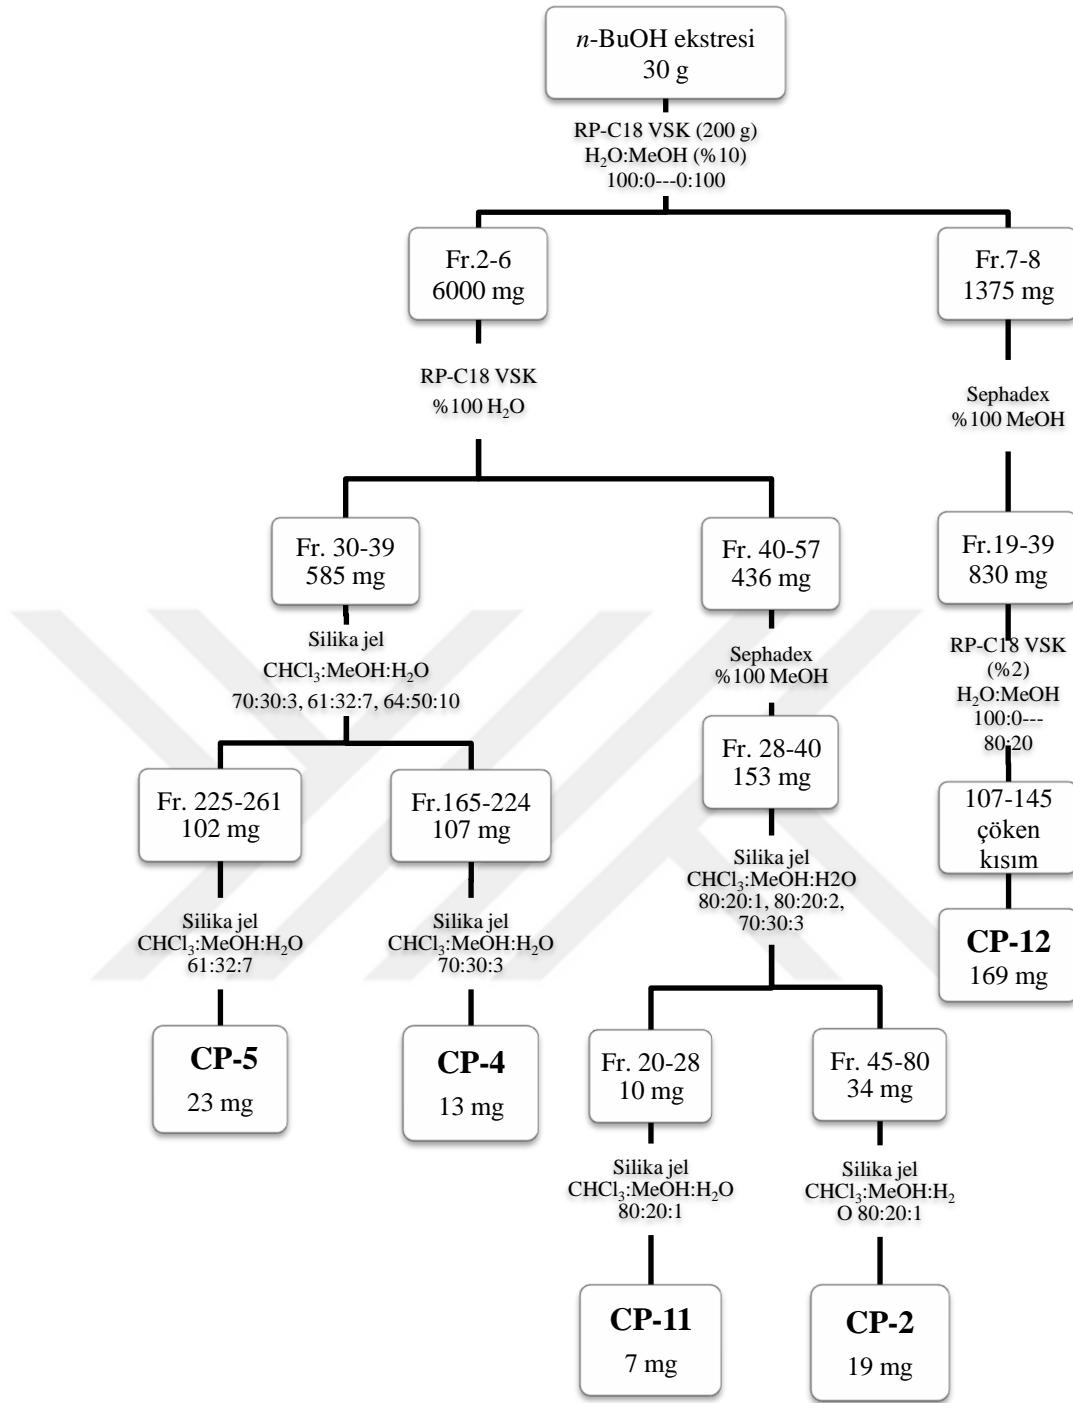 n-BuOH ekstresi
30 g
RP-C18 VSK (200 g)
H₂O:MeOH (%10)
100:0---0:100
Fr.2-6
6000 mg
Fr.7-8
1375 mg
RP-C18 VSK
%100 H₂O
Sephadex
%100 MeOH
Fr. 30-39
585 mg
Fr. 40-57
436 mg
Fr.19-39
830 mg
Silika jel
CHCl₃:MeOH:H₂O
70:30:3, 61:32:7, 64:50:10
Sephadex
%100 MeOH
RP-C18 VSK
(%2)
H₂O:MeOH
100:0---
80:20
Fr. 225-261
102 mg
Fr.165-224
107 mg
Fr. 28-40
153 mg
107-145
çöken
kısım
Silika jel
CHCl₃:MeOH:H₂O
61:32:7
Silika jel
CHCl₃:MeOH:H₂O
70:30:3
Silika jel
CHCl₃:MeOH:H2O
80:20:1, 80:20:2,
70:30:3
CP-12
169 mg
CP-5
23 mg
CP-4
13 mg
Fr. 20-28
10 mg
Fr. 45-80
34 mg
Silika jel
CHCl₃:MeOH:H₂O
80:20:1
Silika jel
CHCl₃:MeOH:H₂
O 80:20:1
CP-11
7 mg
CP-2
19 mg